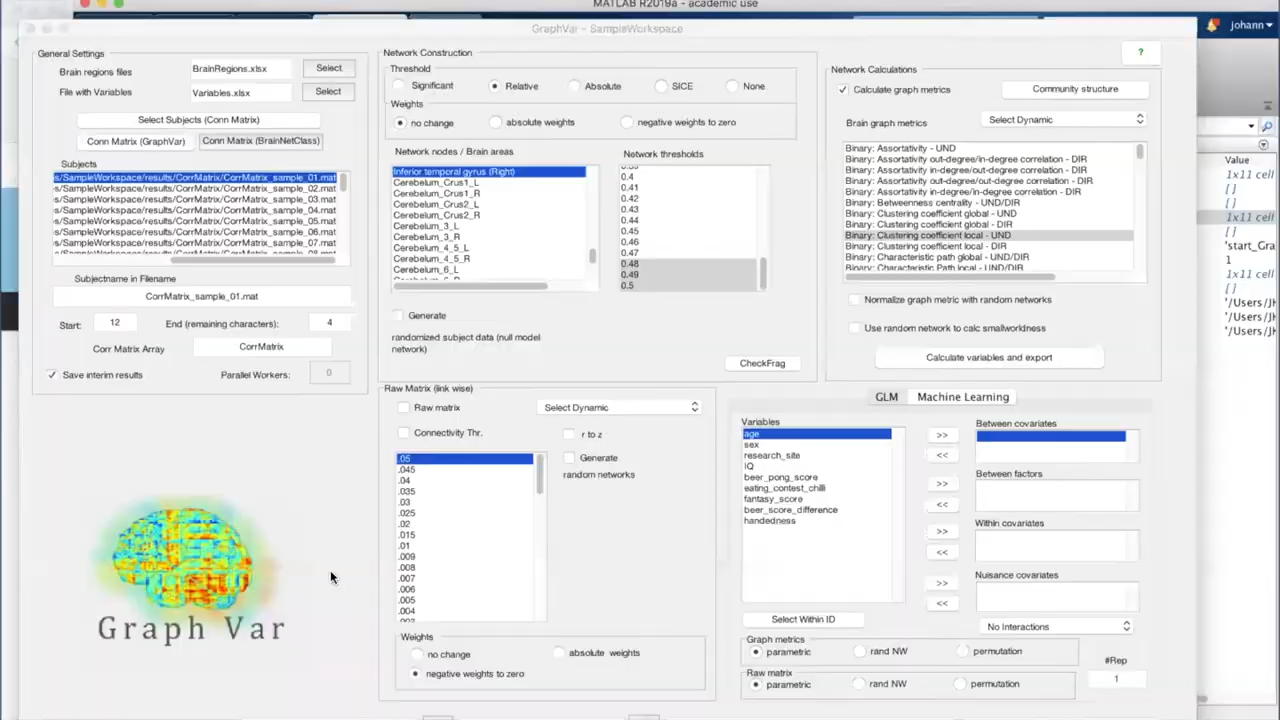 MATLAB R2019a - academic use
GraphVar - SampleWorkspace
johann
General Settings
Brain regions files
BrainRegions.xlsx
Select
File with Variables
Variables.xlsx
Select
Select Subjects (Conn Matrix)
Conn Matrix (GraphVar)
Conn Matrix (BrainNetClass)
Subjects
s/SampleWorkspace/results/CorrMatrix/CorrMatrix_sample_01.mat
s/SampleWorkspace/results/CorrMatrix/CorrMatrix_sample_02.mat
s/SampleWorkspace/results/CorrMatrix/CorrMatrix_sample_03.mat
s/SampleWorkspace/results/CorrMatrix/CorrMatrix_sample_04.mat
s/SampleWorkspace/results/CorrMatrix/CorrMatrix_sample_05.mat
s/SampleWorkspace/results/CorrMatrix/CorrMatrix_sample_06.mat
s/SampleWorkspace/results/CorrMatrix/CorrMatrix_sample_07.mat
Subjectname in Filename
CorrMatrix_sample_01.mat
Start:
12
End (remaining characters):
4
Corr Matrix Array
CorrMatrix
Save interim results
Parallel Workers:
0
Graph Var
Network Construction
Threshold
Significant
Relative
Absolute
SICE
None
Weights
no change
absolute weights
negative weights to zero
Network nodes / Brain areas
Inferior temporal gyrus (Right)
Cerebelum_Crus1_L
Cerebelum_Crus1_R
Cerebelum_Crus2_L
Cerebelum_Crus2_R
Cerebelum_3_L
Cerebelum_3_R
Cerebelum_4_5_L
Cerebelum_4_5_R
Cerebelum_6_L
Network thresholds
0.4
0.41
0.42
0.43
0.44
0.45
0.46
0.47
0.48
0.49
0.5
Generate
randomized subject data (null model
network)
CheckFrag
Raw Matrix (link wise)
Raw matrix
Select Dynamic
Connectivity Thr.
r to z
.05
.045
.04
.035
.03
.025
.02
.015
.01
.009
.008
.007
.006
.005
.004
Generate
random networks
Weights
no change
absolute weights
negative weights to zero
?
Network Calculations
Calculate graph metrics
Community structure
Brain graph metrics
Select Dynamic
Binary: Assortativity - UND
Binary: Assortativity out-degree/in-degree correlation - DIR
Binary: Assortativity in-degree/out-degree correlation - DIR
Binary: Assortativity out-degree/out-degree correlation - DIR
Binary: Assortativity in-degree/in-degree correlation - DIR
Binary: Betweenness centrality - UND/DIR
Binary: Clustering coefficient global - UND
Binary: Clustering coefficient global - DIR
Binary: Clustering coefficient local - UND
Binary: Clustering coefficient local - DIR
Binary: Characteristic Path global - UND/DIR
Binary: Characteristic Path local - UND/DIR
Normalize graph metric with random networks
Use random network to calc smallworldness
Calculate variables and export
GLM
Machine Learning
Variables
age
sex
research_site
IQ
beer_pong_score
eating_contest_chilli
fantasy_score
beer_score_difference
handedness
Select Within ID
>>
<<
>>
<<
>>
<<
>>
<<
Between covariates
Between factors
Within covariates
Nuisance covariates
No Interactions
Graph metrics
parametric
rand NW
permutation
Raw matrix
parametric
rand NW
permutation
#Rep
1
Value
1x11 cell
[]
[]
1x11 cell
[]
'start_Gra
1
1x11 cell
[]
'/Users/JH
'/Users/JH
'/Users/JH